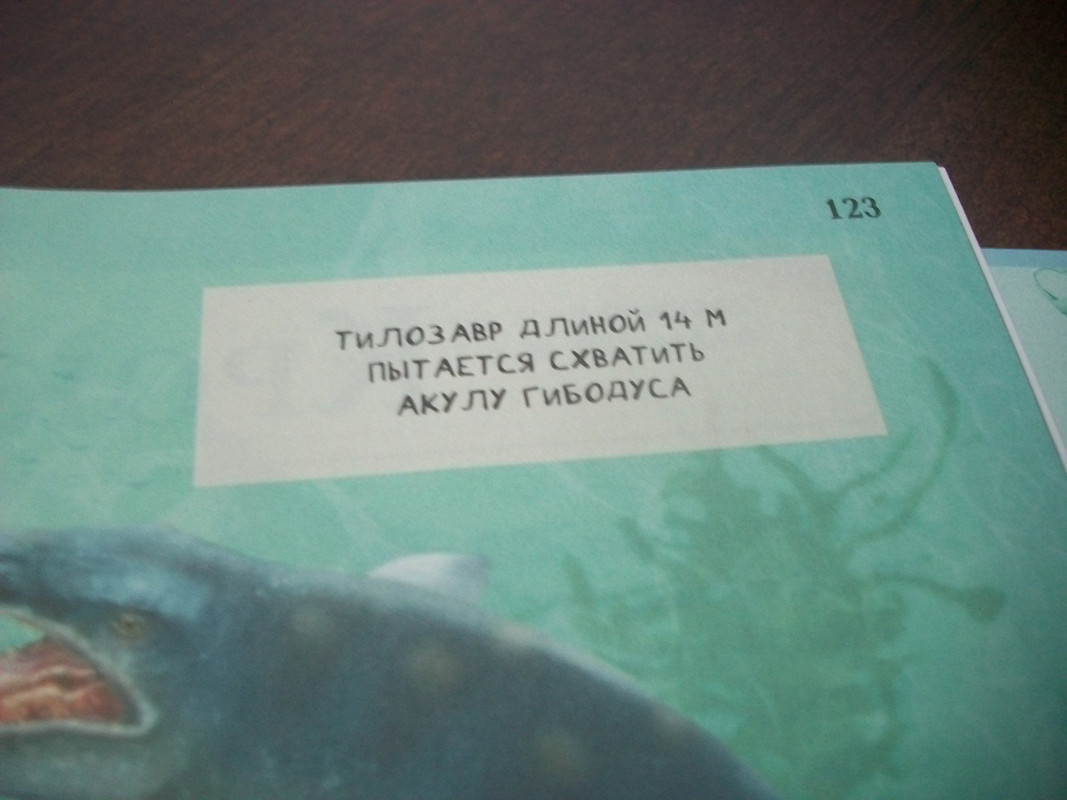 123
ТИЛОЗАВР ДЛИНОЙ 14 М
ПЫТАЕТСЯ СХВАТИТЬ
АКУЛУ ГИБОДУСА